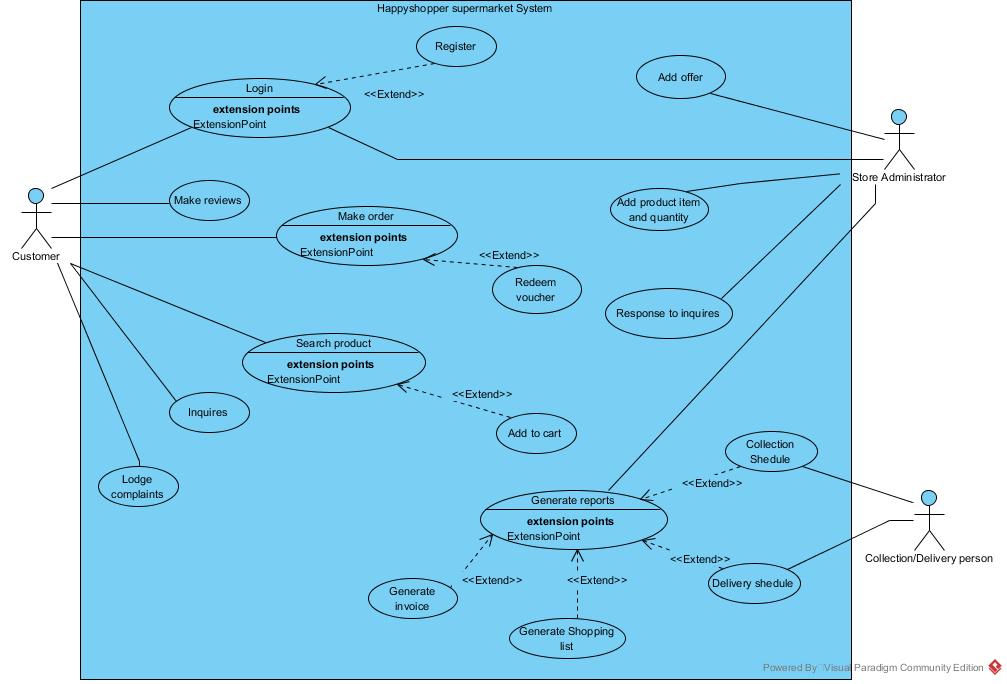 Happyshopper supermarket System
Register
Login
<<Extend>>
extension points
ExtensionPoint
Add offer
Store Administrator
Make reviews
Customer
Make order
extension points
ExtensionPoint
<<Extend>>
Redeem
voucher
Add product item
and quantity
Response to inquires
Search product
extension points
ExtensionPoint
<<Extend>>
Add to cart
Inquires
Lodge
complaints
Collection
Shedule
<<Extend>>
Generate reports
extension points
ExtensionPoint
Collection/Delivery person
<<Extend>>
Delivery shedule
<<Extend>>
Generate
invoice
<<Extend>>
Generate Shopping
list
Powered By Visual Paradigm Community Edition